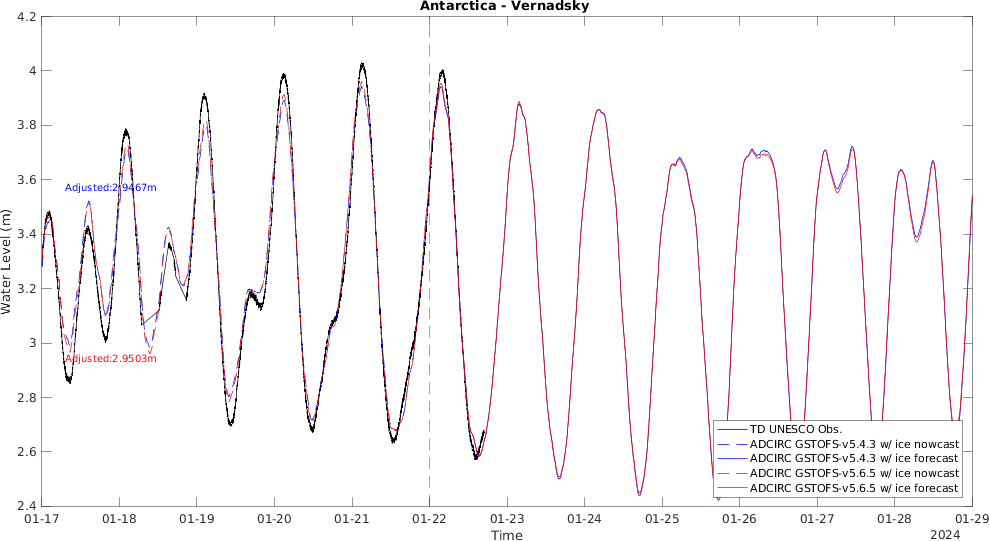 Antarctica - Vernadsky
4.2
4
3.8
3.6
3.4
3.2
3
2.8
2.6
2.4
Water Level (m)
Adjusted:2.9467m
Adjusted:2.9503m
TD UNESCO Obs.
ADCIRC GSTOFS-v5.4.3 w/ ice nowcast
ADCIRC GSTOFS-v5.4.3 w/ ice forecast
ADCIRC GSTOFS-v5.6.5 w/ ice nowcast
ADCIRC GSTOFS-v5.6.5 w/ ice forecast
01-17 01-18 01-19 01-20 01-21 01-22 01-23 01-24 01-25 01-26 01-27 01-28 01-29
Time
2024